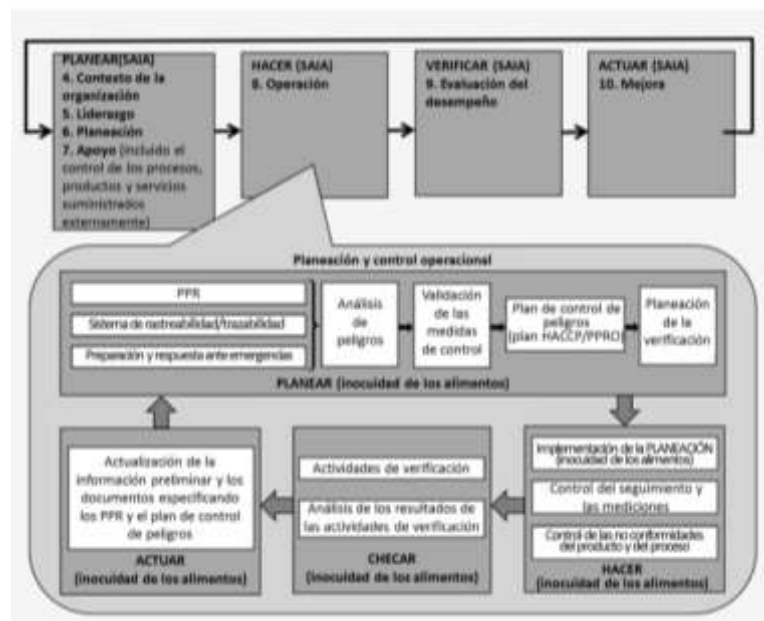 PLANEAR(SAIA)
4. Contexto de la
organización
5. Liderazgo
6. Planeación
7. Apoyo (incluido el
control de los procesos,
productos y servicios
suministrados
externamente)
HACER (SAIA)
8. Operación
VERIFICAR (SAIA)
9. Evaluación del
desempeño
ACTUAR (SAIA)
10. Mejora
Planeación y control operacional
PPR
Sistema de rastreabilidad/trazabilidad
Preparación y respuesta ante emergencias
Análisis
de
peligros
Validación
de las
medidas
de control
Plan de control de
peligros
(plan HACCP/PPRO)
Planeación
de la
verificación
PLANEAR (inocuidad de los alimentos)
Actualización de la
información preliminar y los
documentos especificando
los PPR y el plan de control
de peligros
ACTUAR
(inocuidad de los alimentos)
Actividades de verificación
Análisis de los resultados de
las actividades de verificación
CHECAR
(inocuidad de los alimentos)
Implementación de la PLANEACIÓN
(inocuidad de los alimentos)
Control del seguimiento y
las mediciones
Control de las no conformidades
del producto y del proceso
HACER
(inocuidad de los alimentos)